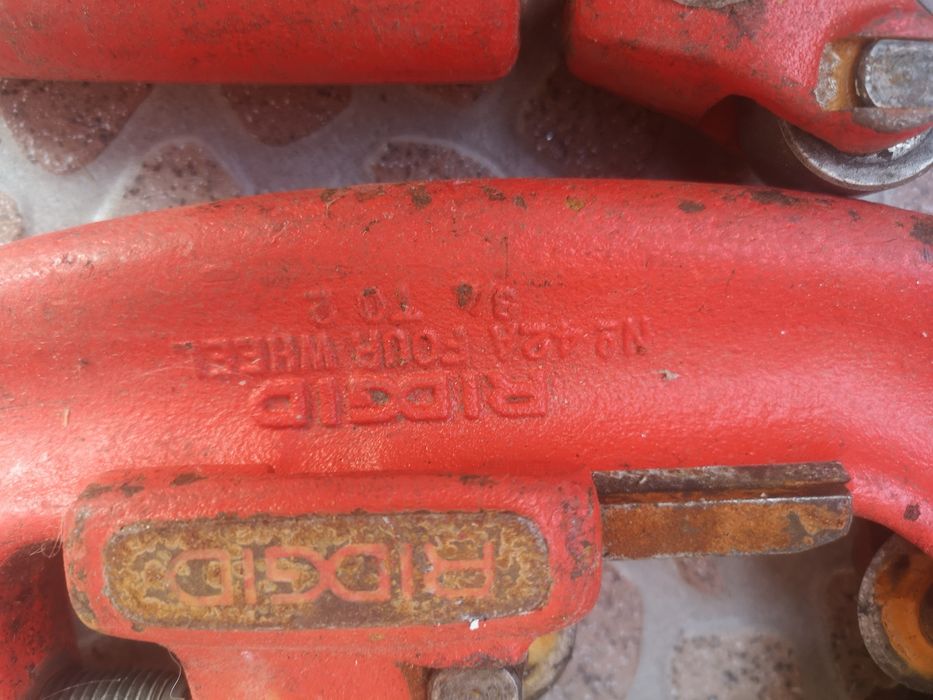 RIDGID
RIDGID
No 42A FOUR WHEEL
3/4 TO 2